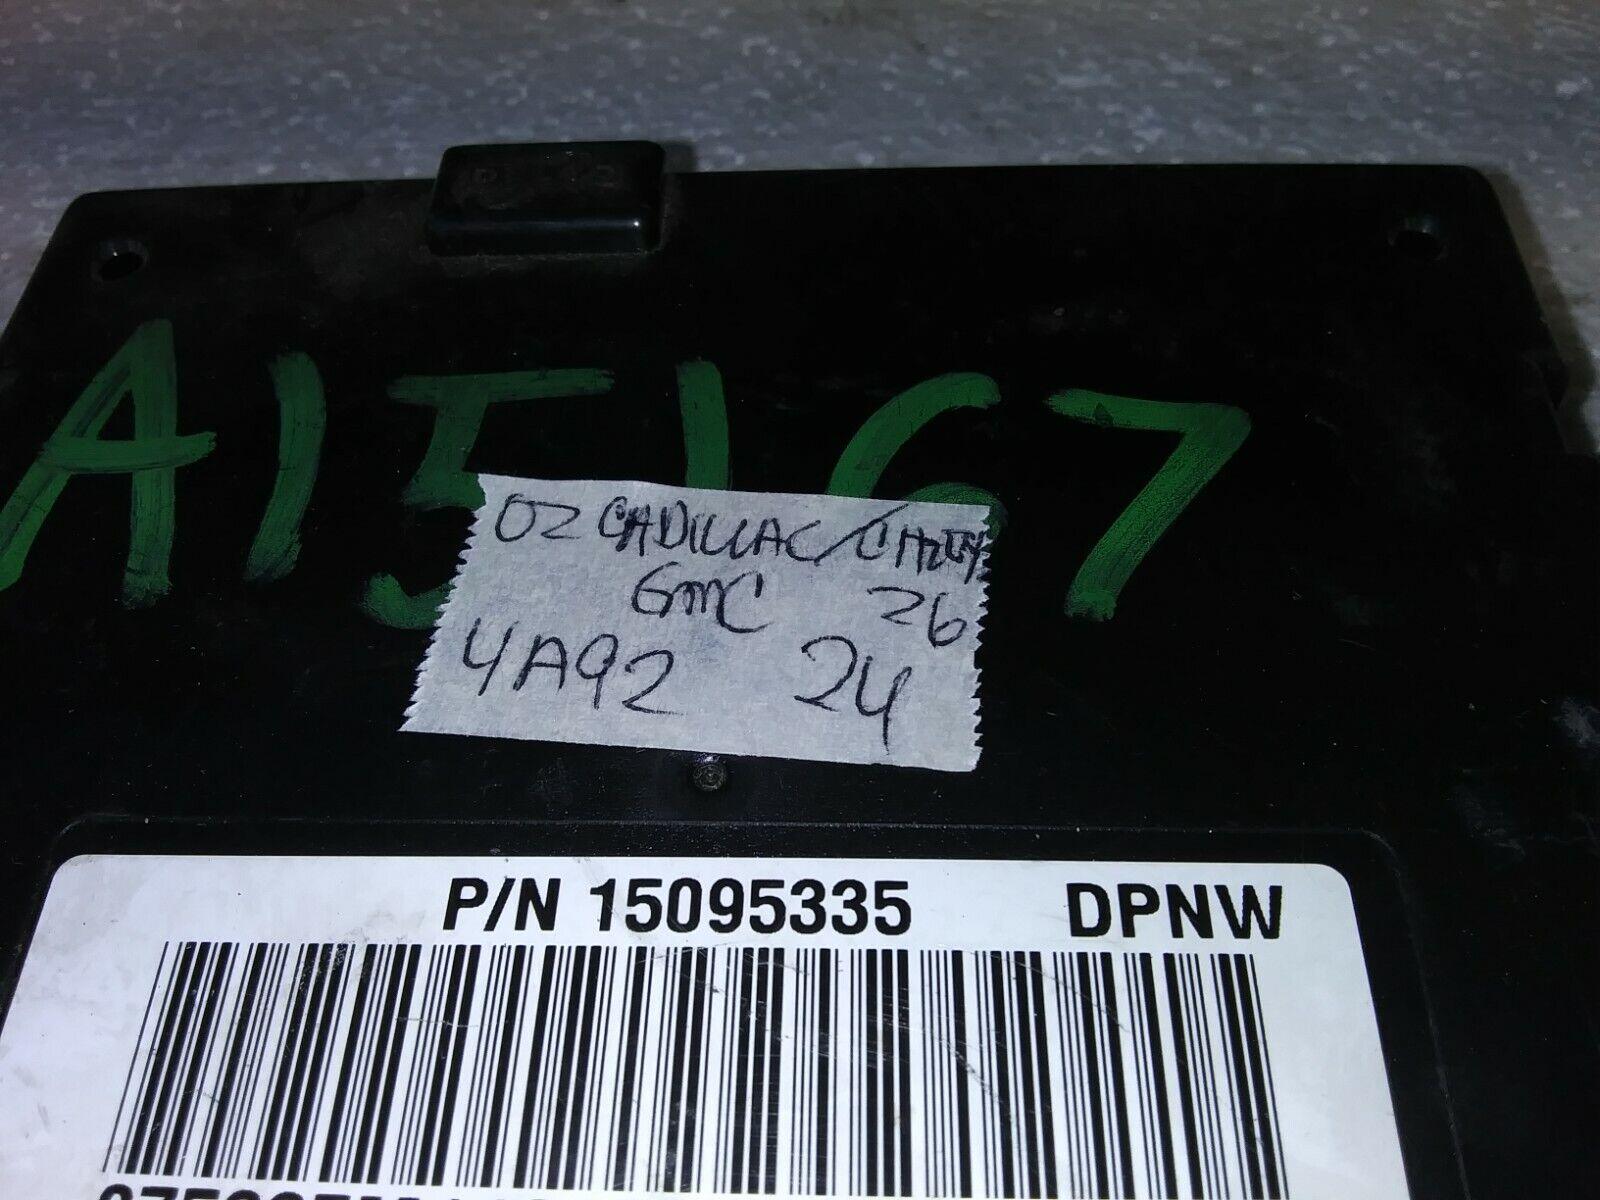 A15167
02 CADILLAC/CHEVY
GMC 26
4A92 24
P/N 15095335 DPNW